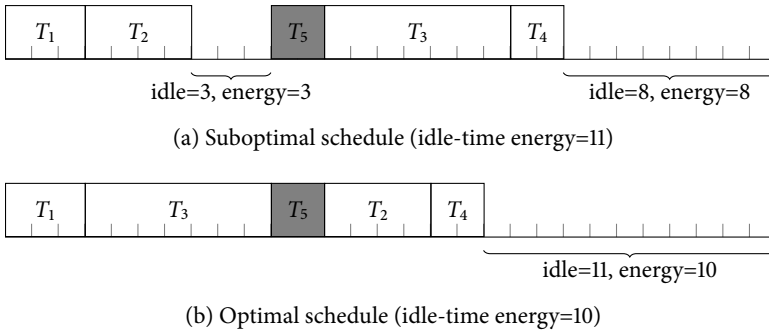 T₁ T₂ T₅ T₃ T₄
idle=3, energy=3 idle=8, energy=8
(a) Suboptimal schedule (idle-time energy=11)
T₁ T₃ T₅ T₂ T₄
idle=11, energy=10
(b) Optimal schedule (idle-time energy=10)